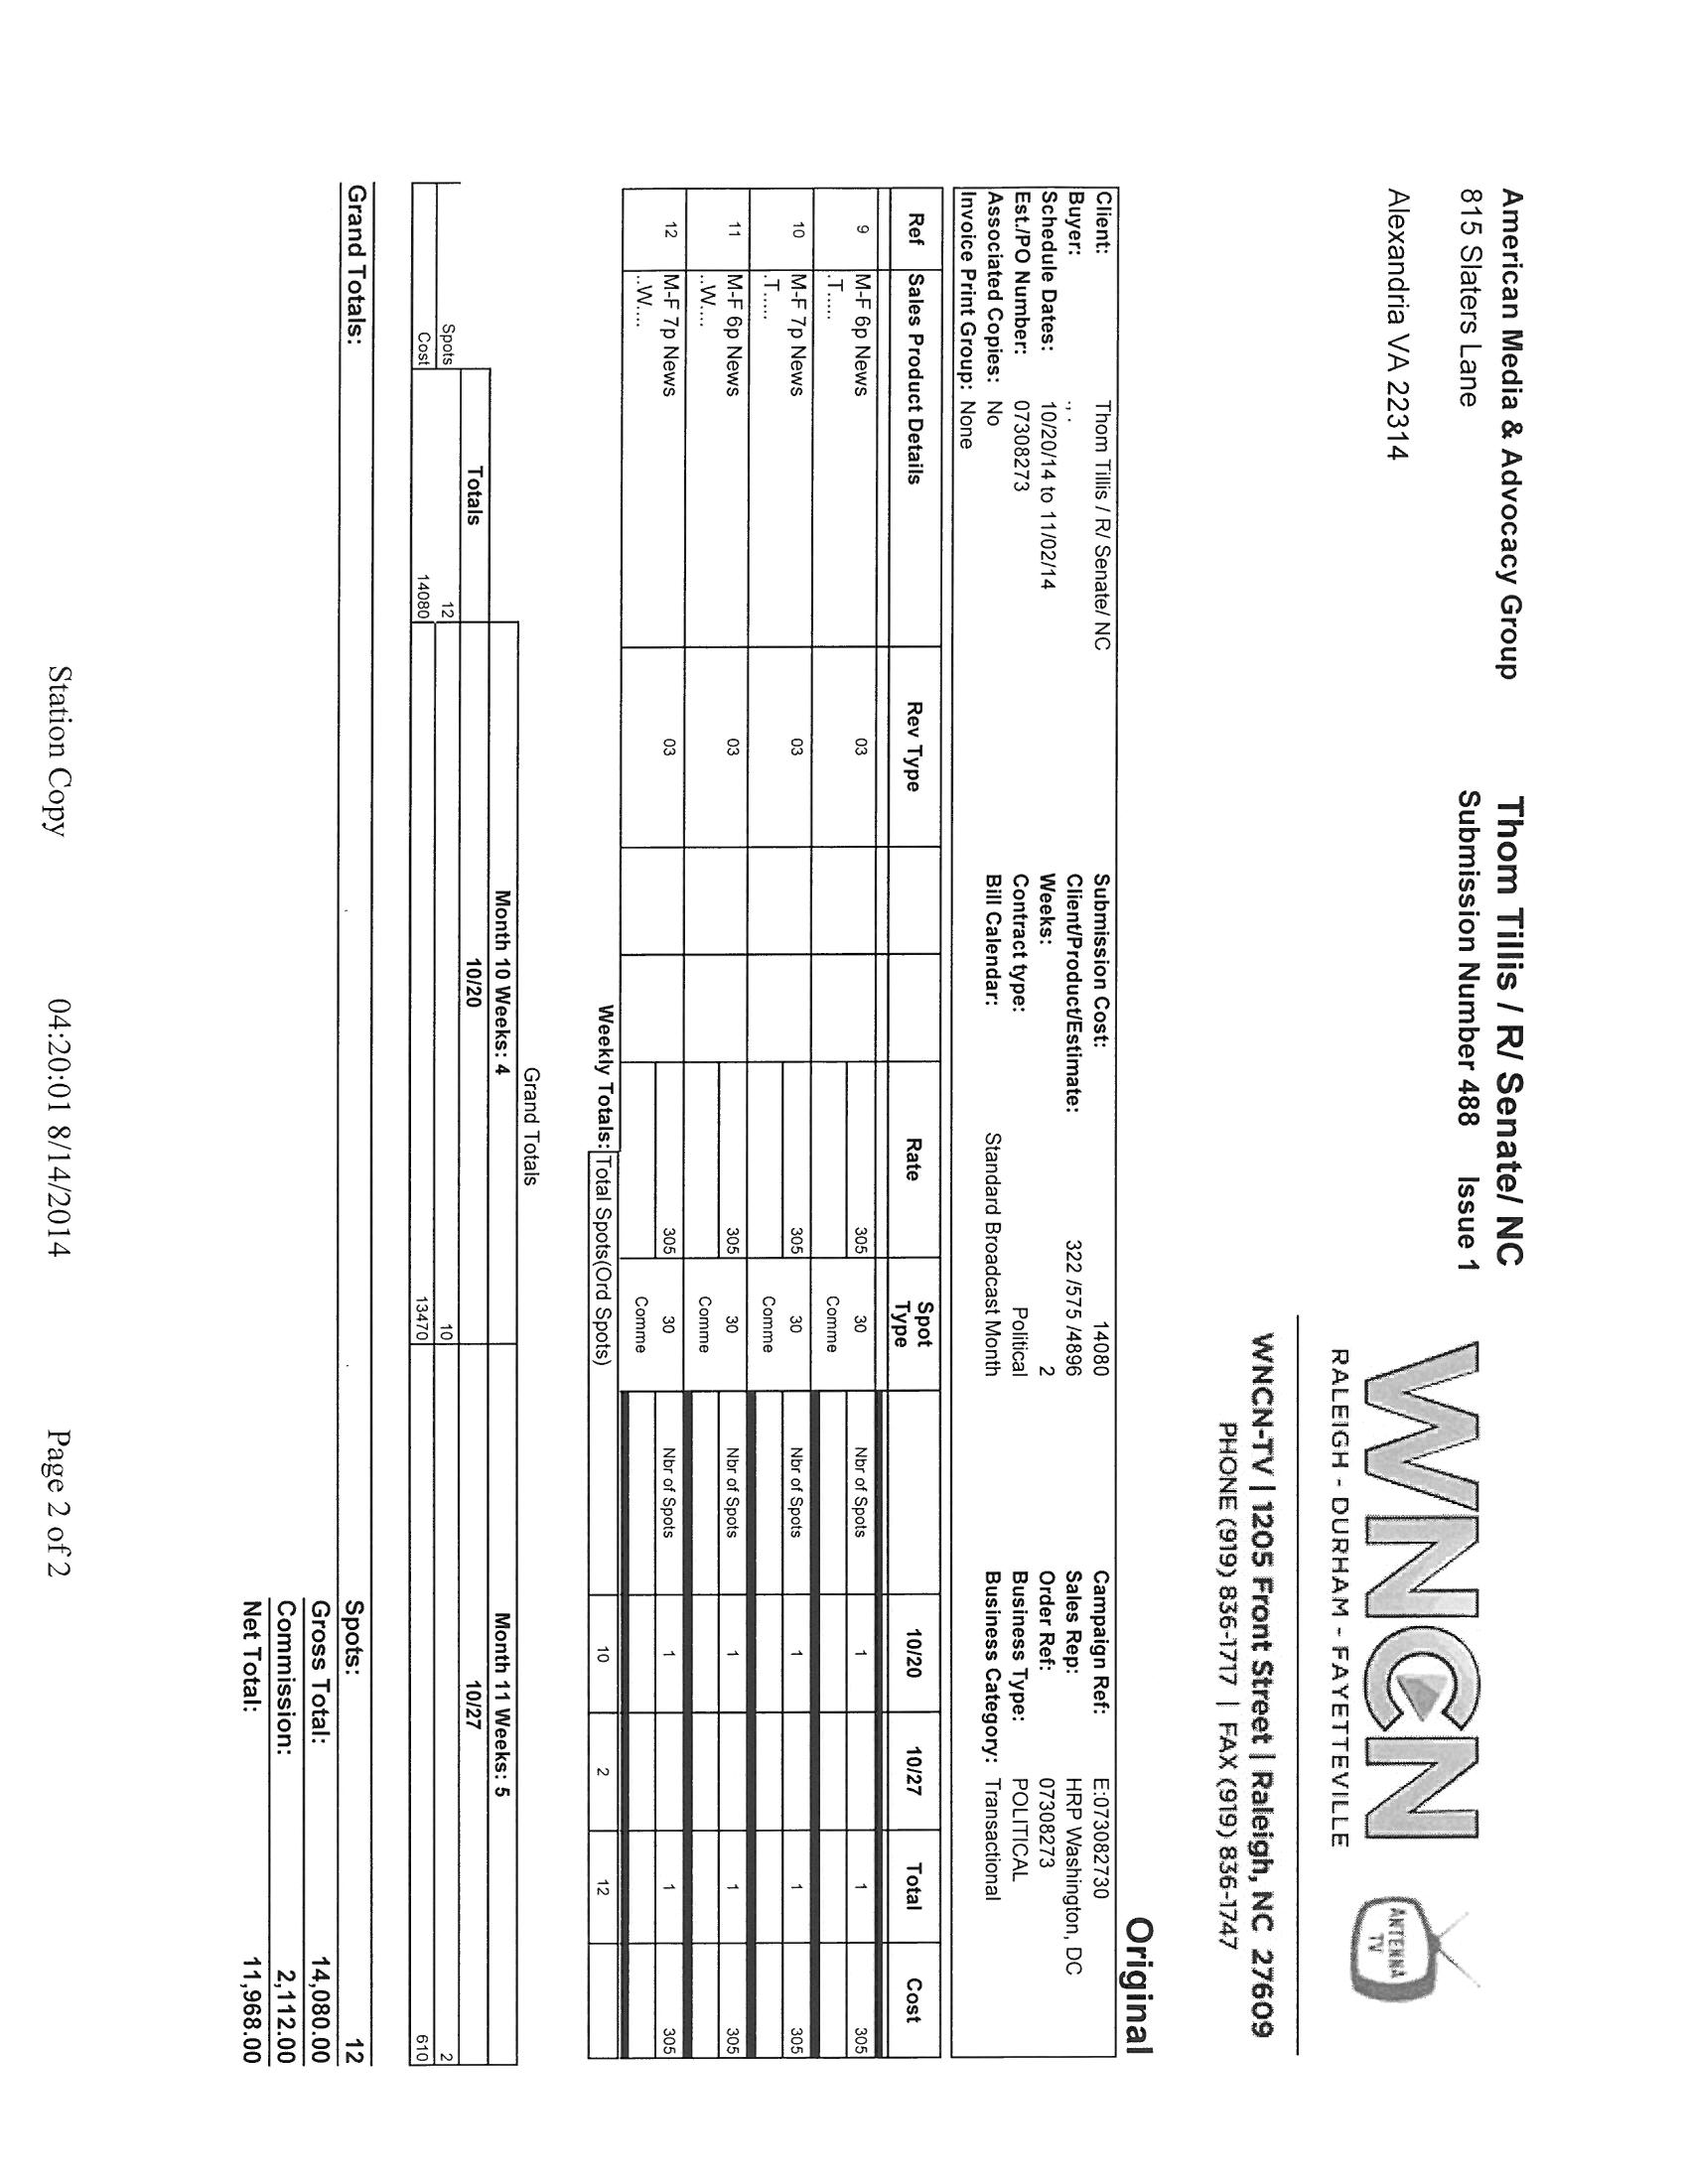 American Media & Advocacy Group
815 Slaters Lane
Alexandria VA 22314
Thom Tillis / R/ Senate/ NC
Submission Number 488 Issue 1
WNCN
RALEIGH - DURHAM - FAYETTEVILLE
ANTENNA
TV
WNCN-TV | 1205 Front Street | Raleigh, NC 27609
PHONE (919) 836-1717 | FAX (919) 836-1747
Original
Client: Thom Tillis / R/ Senate/ NC Submission Cost: 14080 Campaign Ref: E:073082730
Buyer: ., . Client/Product/Estimate: 322 /575 /4896 Sales Rep: HRP Washington, DC
Schedule Dates: 10/20/14 to 11/02/14 Weeks: 2 Order Ref: 07308273
Est./PO Number: 07308273 Contract type: Political Business Type: POLITICAL
Associated Copies: No Bill Calendar: Standard Broadcast Month Business Category: Transactional
Invoice Print Group: None
Ref Sales Product Details Rev Type Rate Spot Type 10/20 10/27 Total Cost
9 M-F 6p News 03 305 30 Nbr of Spots 1 1 305
.T..... Comme
10 M-F 7p News 03 305 30 Nbr of Spots 1 1 305
.T..... Comme
11 M-F 6p News 03 305 30 Nbr of Spots 1 1 305
..W.... Comme
12 M-F 7p News 03 305 30 Nbr of Spots 1 1 305
..W.... Comme
Weekly Totals: Total Spots(Ord Spots) 10 2 12
Grand Totals
Month 10 Weeks: 4 Month 11 Weeks: 5
Totals 10/20 10/27
Spots 12 10 2
Cost 14080 13470 610
Grand Totals: Spots: 12
Gross Total: 14,080.00
Commission: 2,112.00
Net Total: 11,968.00
Station Copy 04:20:01 8/14/2014 Page 2 of 2